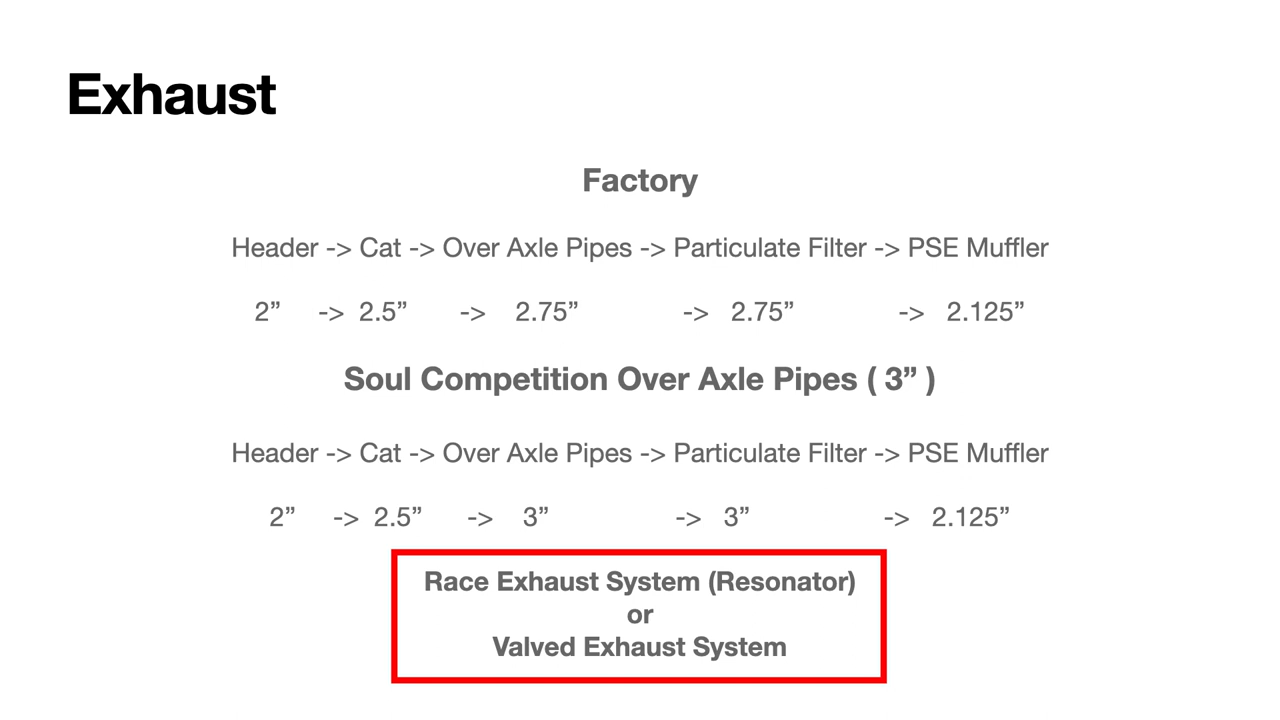 Exhaust
Factory
Header -> Cat -> Over Axle Pipes -> Particulate Filter -> PSE Muffler
2” -> 2.5” -> 2.75” -> 2.75” -> 2.125”
Soul Competition Over Axle Pipes ( 3” )
Header -> Cat -> Over Axle Pipes -> Particulate Filter -> PSE Muffler
2” -> 2.5” -> 3” -> 3” -> 2.125”
Race Exhaust System (Resonator)
or
Valved Exhaust System